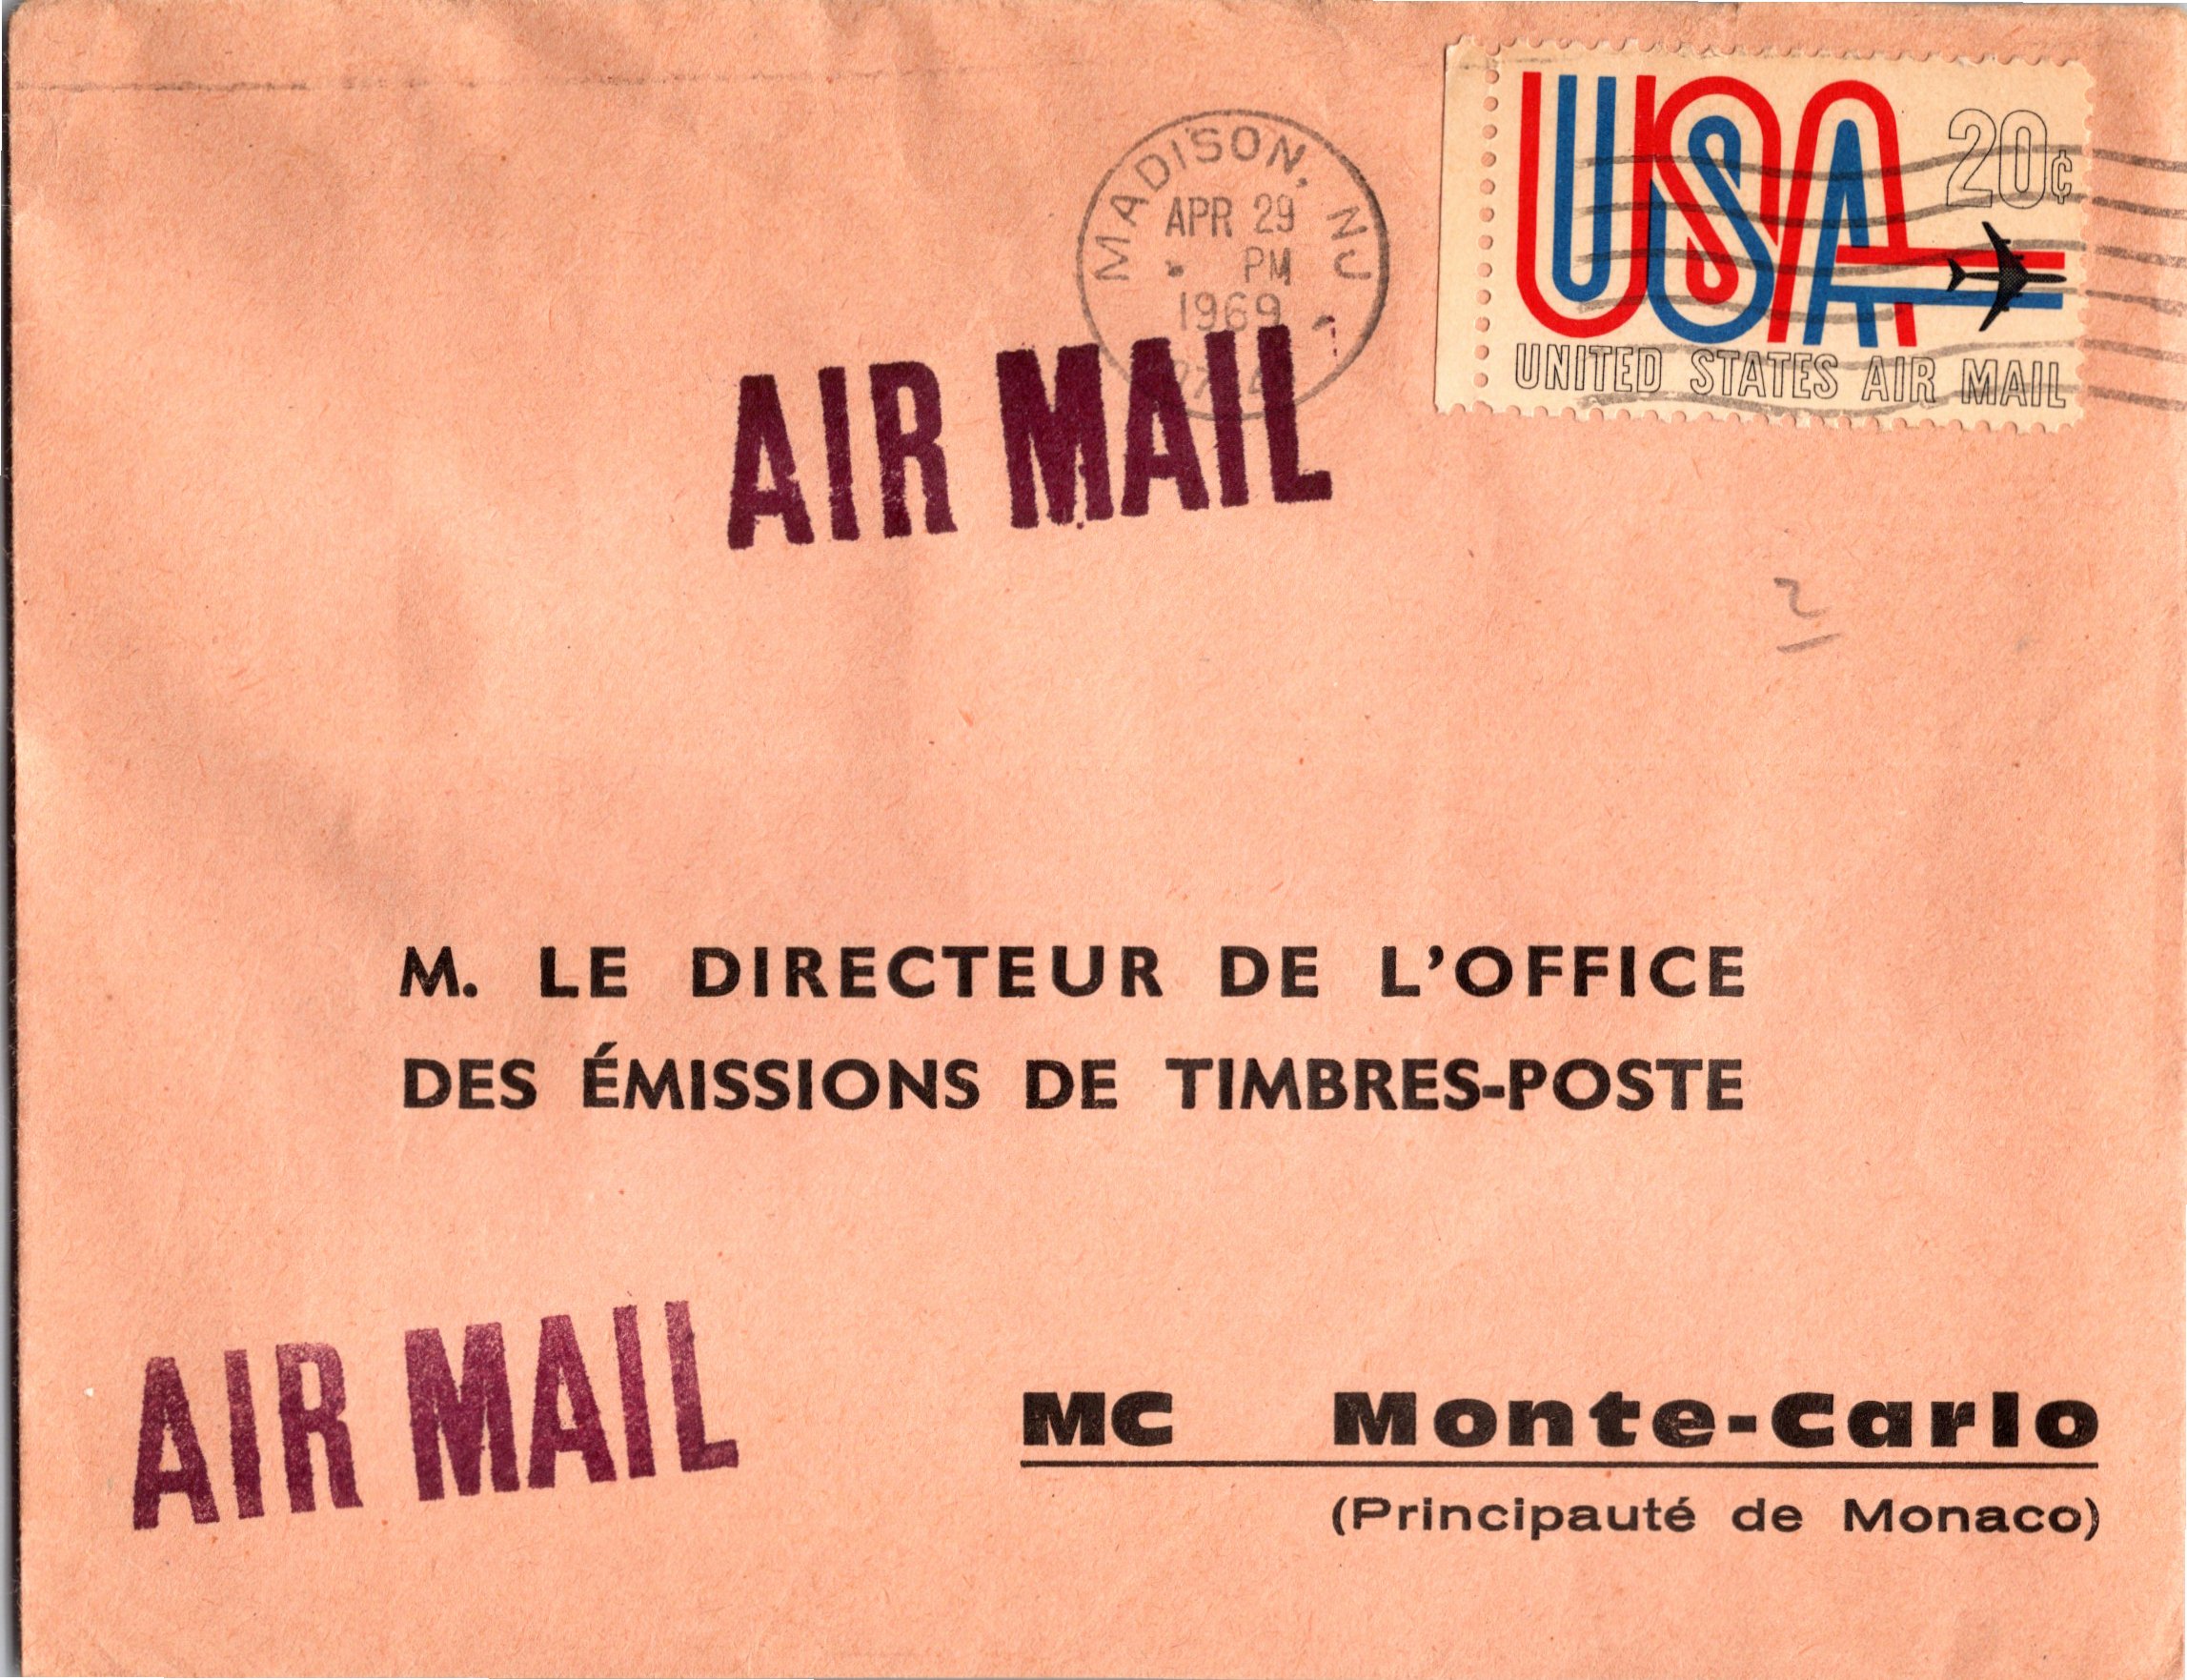 MADISON, NJ
APR 29
PM
1969
USA 20¢
UNITED STATES AIR MAIL
AIR MAIL
2
M. LE DIRECTEUR DE L'OFFICE
DES ÉMISSIONS DE TIMBRES-POSTE
AIR MAIL
MC Monte-Carlo
(Principauté de Monaco)